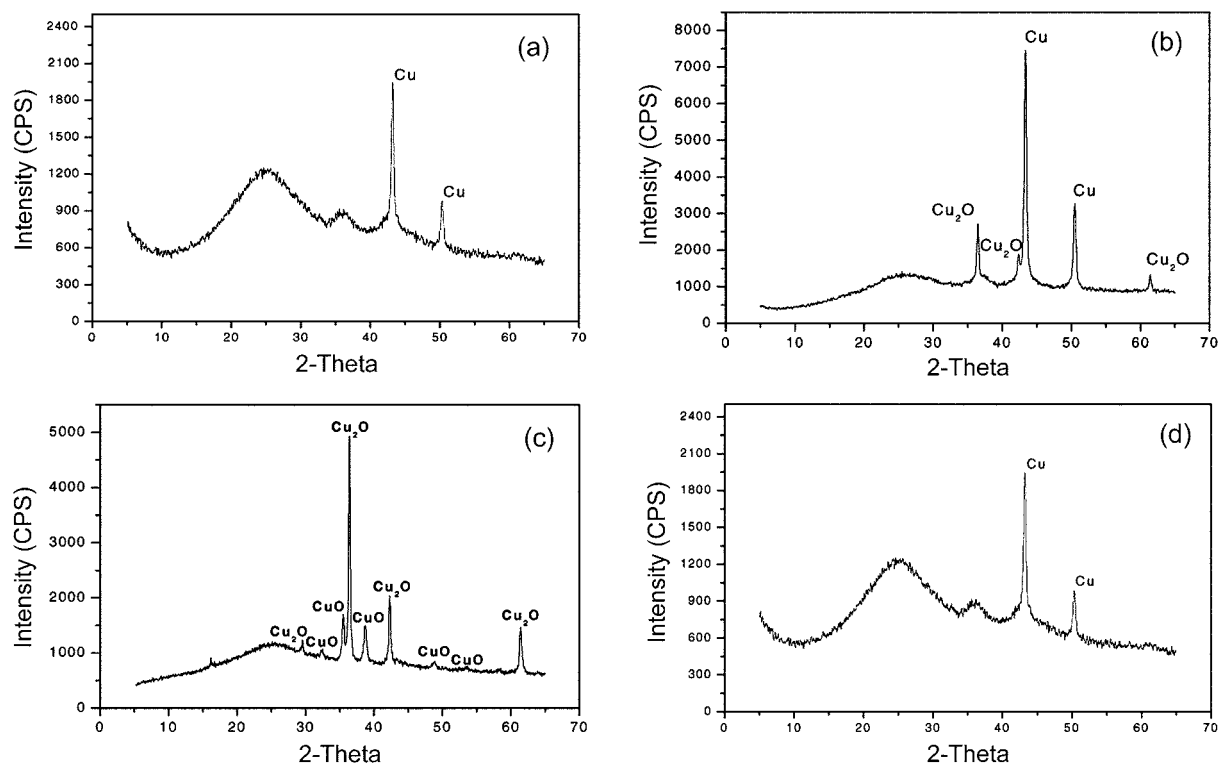 (a)
2400
2100
1800
1500
1200
900
600
300
0
Intensity (CPS)
Cu
Cu
0 10 20 30 40 50 60 70
2-Theta
(b)
8000
7000
6000
5000
4000
3000
2000
1000
0
Intensity (CPS)
Cu
Cu
Cu₂O
Cu₂O
Cu₂O
0 10 20 30 40 50 60 70
2-Theta
(c)
5000
4000
3000
2000
1000
0
Intensity (CPS)
Cu₂O
Cu₂O
CuO
CuO
Cu₂O
Cu₂O
CuO
CuO
CuO
0 10 20 30 40 50 60 70
2-Theta
(d)
2400
2100
1800
1500
1200
900
600
300
0
Intensity (CPS)
Cu
Cu
0 10 20 30 40 50 60 70
2-Theta